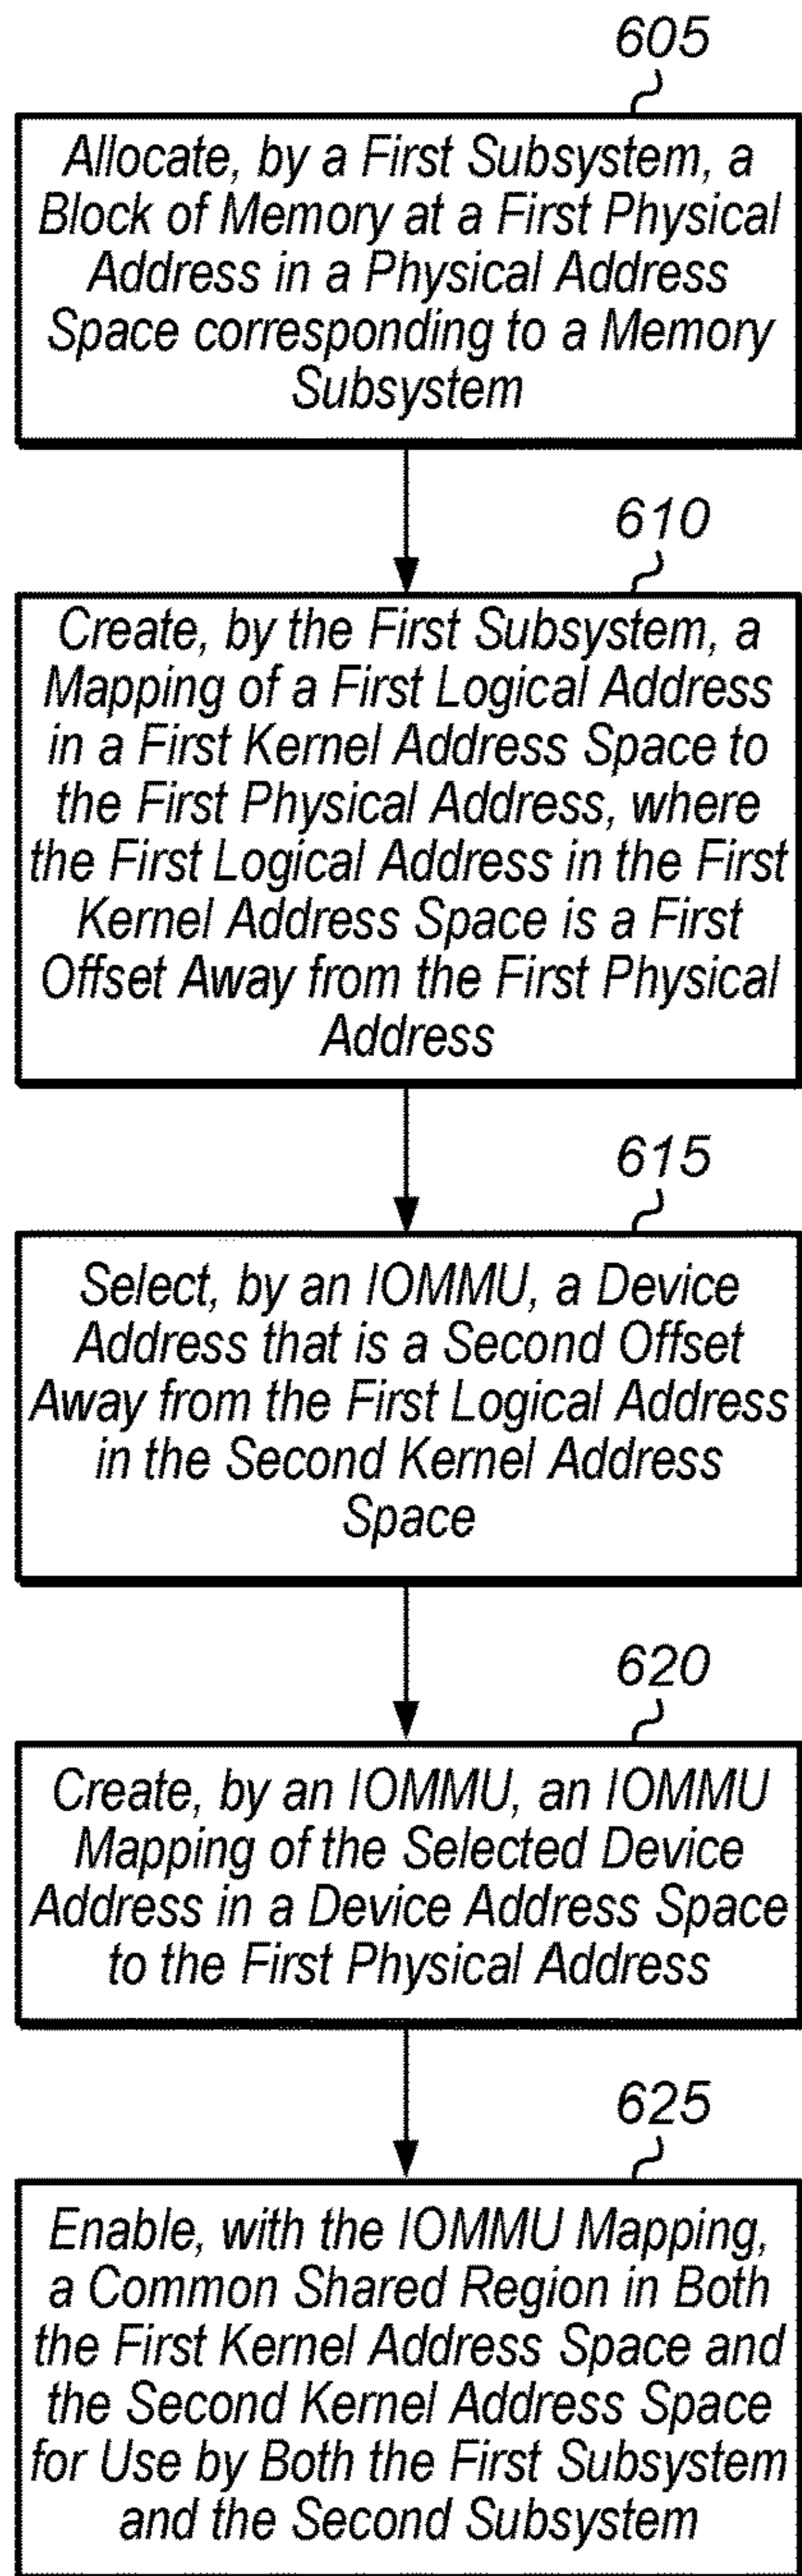 605
Allocate, by a First Subsystem, a
Block of Memory at a First Physical
Address in a Physical Address
Space corresponding to a Memory
Subsystem
610
Create, by the First Subsystem, a
Mapping of a First Logical Address
in a First Kernel Address Space to
the First Physical Address, where
the First Logical Address in the First
Kernel Address Space is a First
Offset Away from the First Physical
Address
615
Select, by an IOMMU, a Device
Address that is a Second Offset
Away from the First Logical Address
in the Second Kernel Address
Space
620
Create, by an IOMMU, an IOMMU
Mapping of the Selected Device
Address in a Device Address Space
to the First Physical Address
625
Enable, with the IOMMU Mapping,
a Common Shared Region in Both
the First Kernel Address Space and
the Second Kernel Address Space
for Use by Both the First Subsystem
and the Second Subsystem